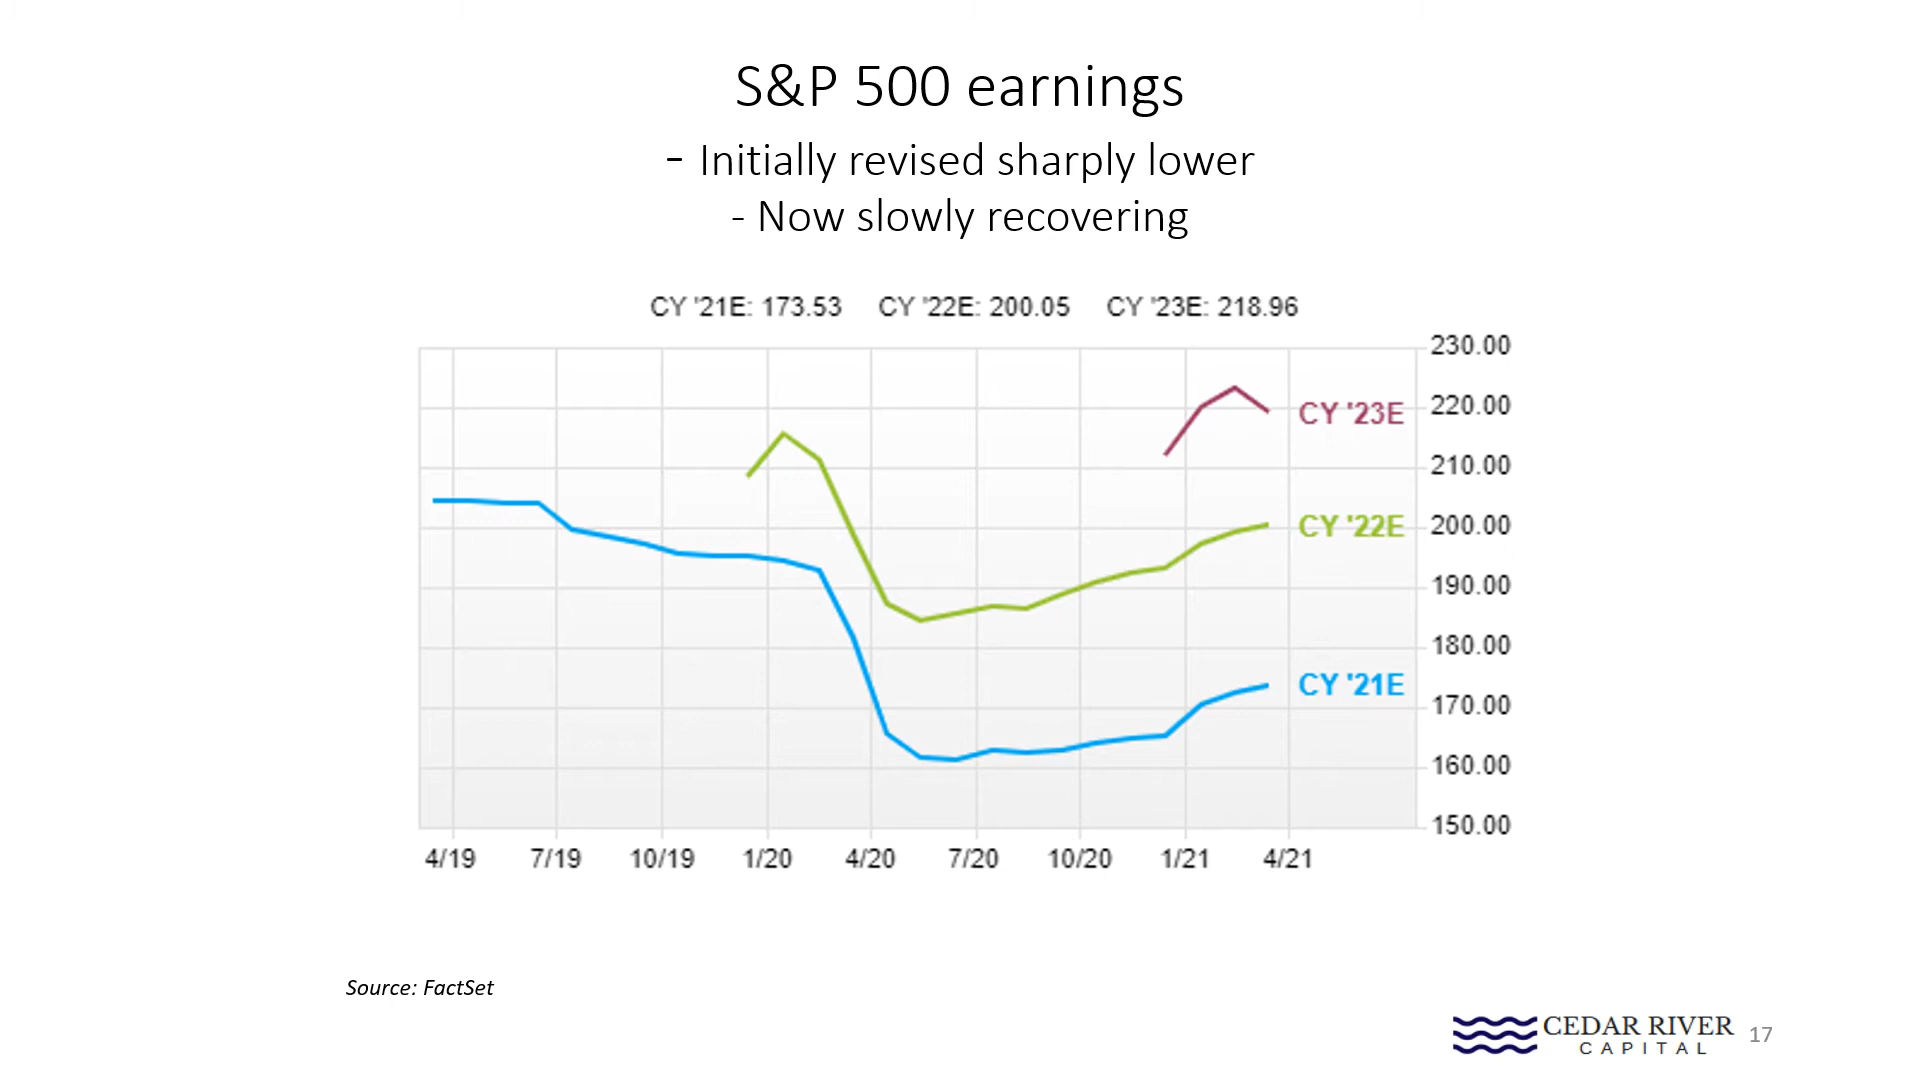 S&P 500 earnings
- Initially revised sharply lower
- Now slowly recovering
CY '21E: 173.53 CY '22E: 200.05 CY '23E: 218.96
230.00
CY '23E
220.00
210.00
CY '22E
200.00
190.00
180.00
CY '21E
170.00
160.00
150.00
4/19 7/19 10/19 1/20 4/20 7/20 10/20 1/21 4/21
Source: FactSet
CEDAR RIVER
CAPITAL
17